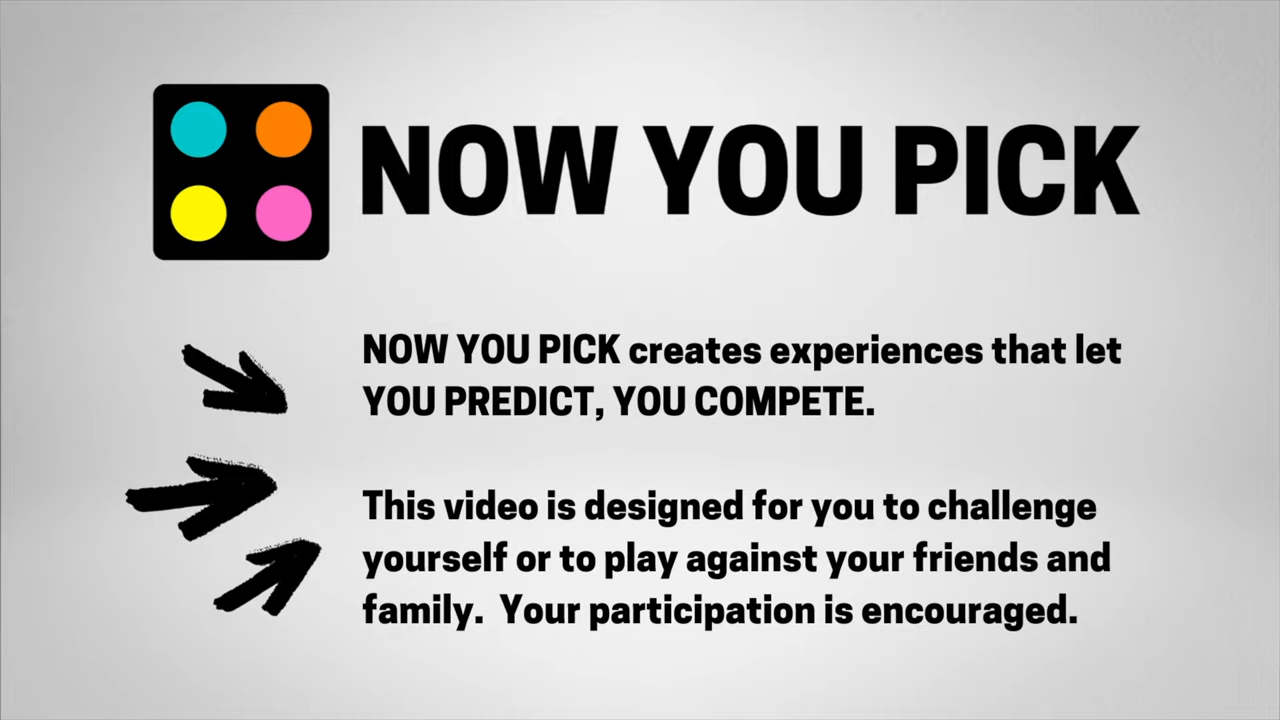 NOW YOU PICK
NOW YOU PICK creates experiences that let
YOU PREDICT, YOU COMPETE.
This video is designed for you to challenge
yourself or to play against your friends and
family.  Your participation is encouraged.